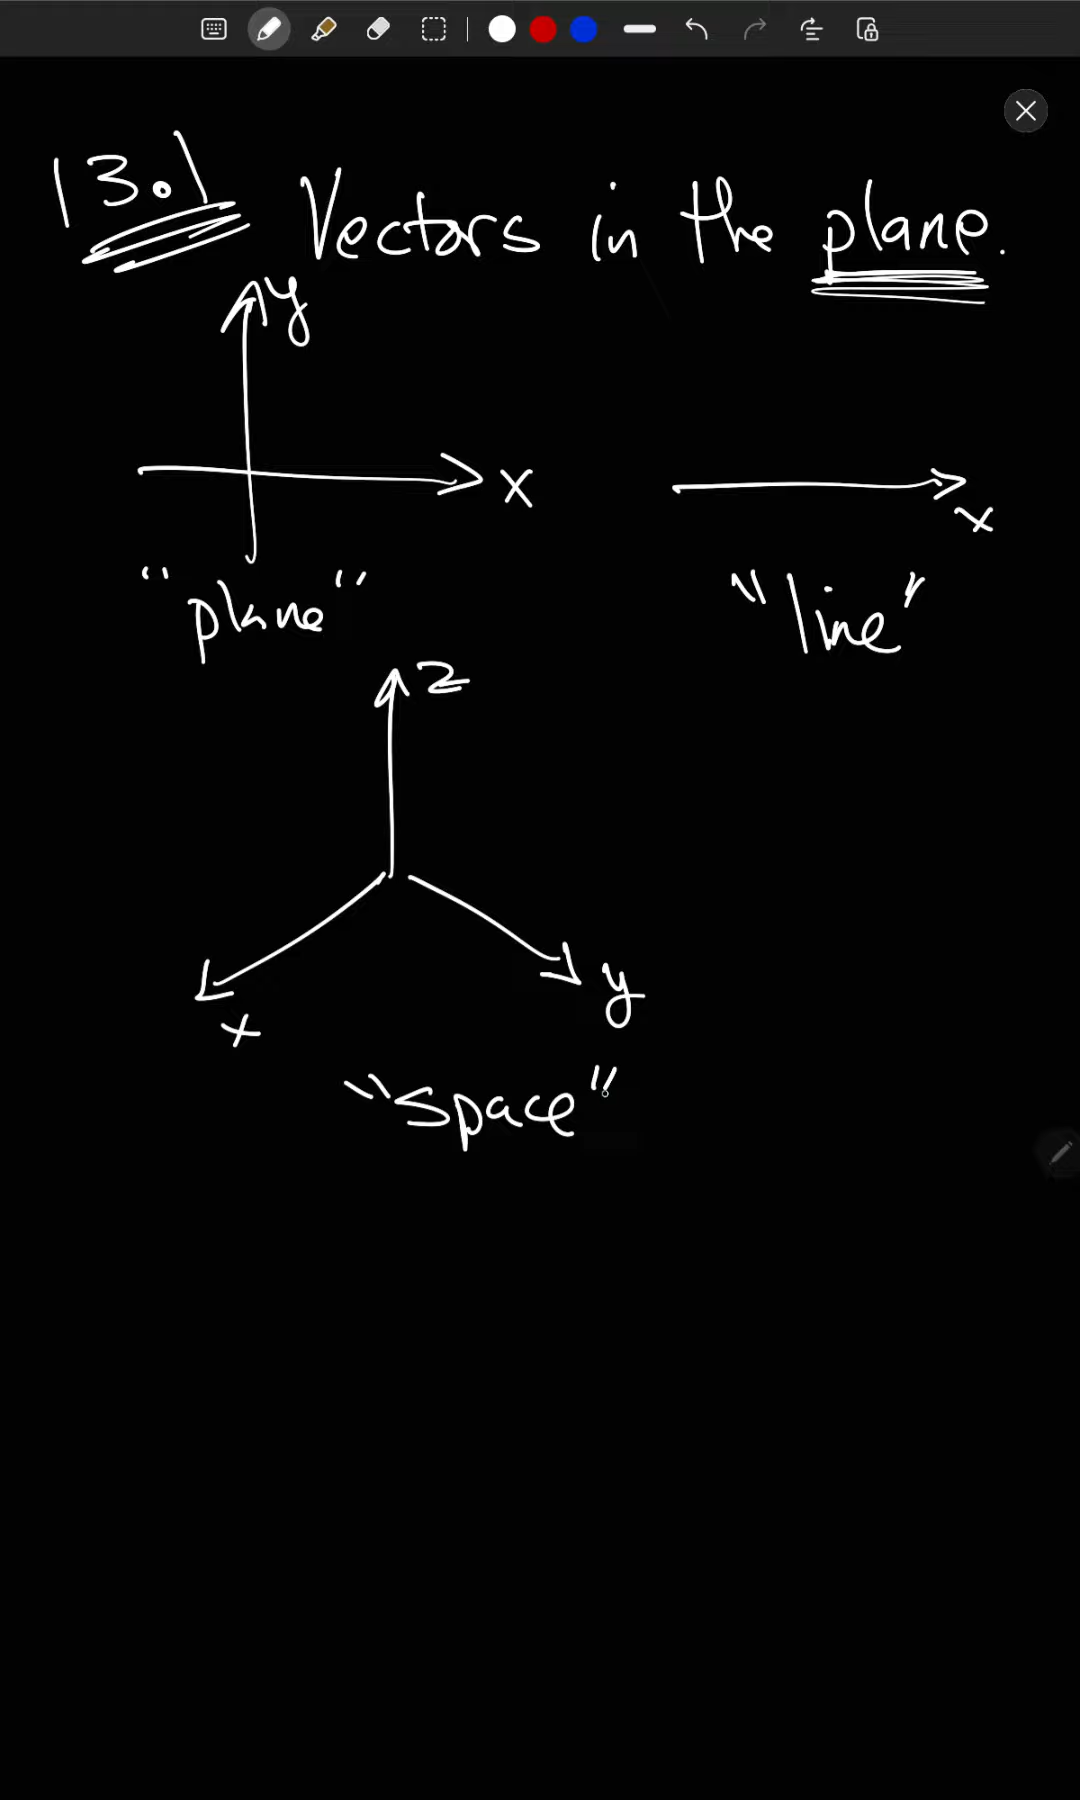 13.1 Vectors in the plane.
y
x
x
"plane"
"line"
z
x
y
"space"